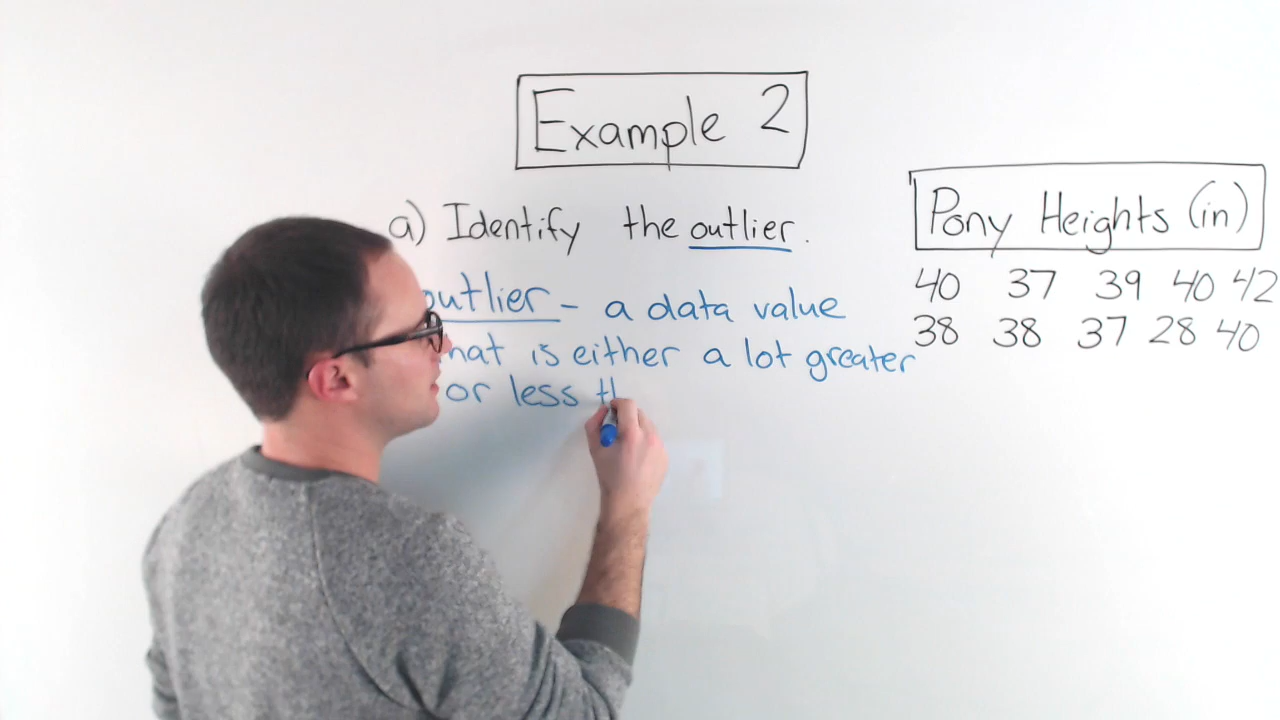 Example 2
a) Identify the outlier.
outlier - a data value
hat is either a lot greater
or less th
Pony Heights (in)
40 37 39 40 42
38 38 37 28 40